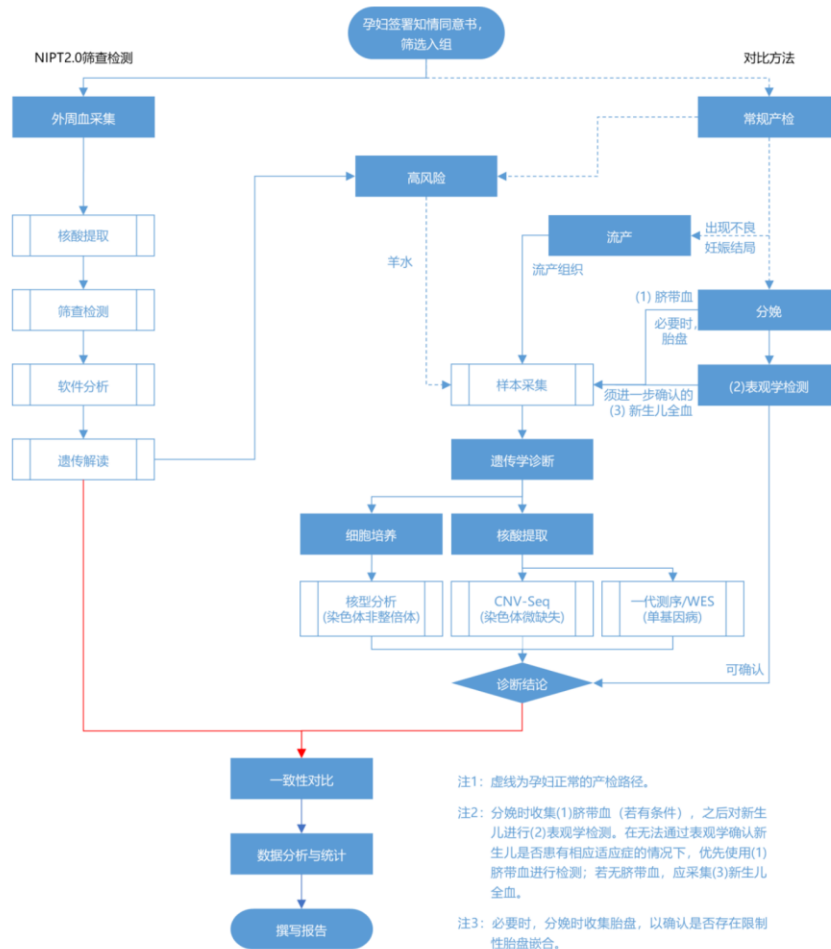 孕妇签署知情同意书，
筛选入组
NIPT2.0筛查检测
对比方法
外周血采集
常规产检
高风险
核酸提取
流产
出现不良
妊娠结局
羊水
流产组织
(1) 脐带血
筛查检测
分娩
必要时，
胎盘
软件分析
样本采集
(2)表观学检测
须进一步确认的
(3) 新生儿全血
遗传解读
遗传学诊断
细胞培养
核酸提取
核型分析
(染色体非整倍体)
CNV-Seq
(染色体微缺失)
一代测序/WES
(单基因病)
可确认
诊断结论
一致性对比
数据分析与统计
撰写报告
注1：虚线为孕妇正常的产检路径。
注2：分娩时收集(1)脐带血（若有条件），之后对新生
儿进行(2)表观学检测。在无法通过表观学确认新
生儿是否患有相应适应症的情况下，优先使用(1)
脐带血进行检测；若无脐带血，应采集(3)新生儿
全血。
注3：必要时，分娩时收集胎盘，以确认是否存在限制
性胎盘嵌合。